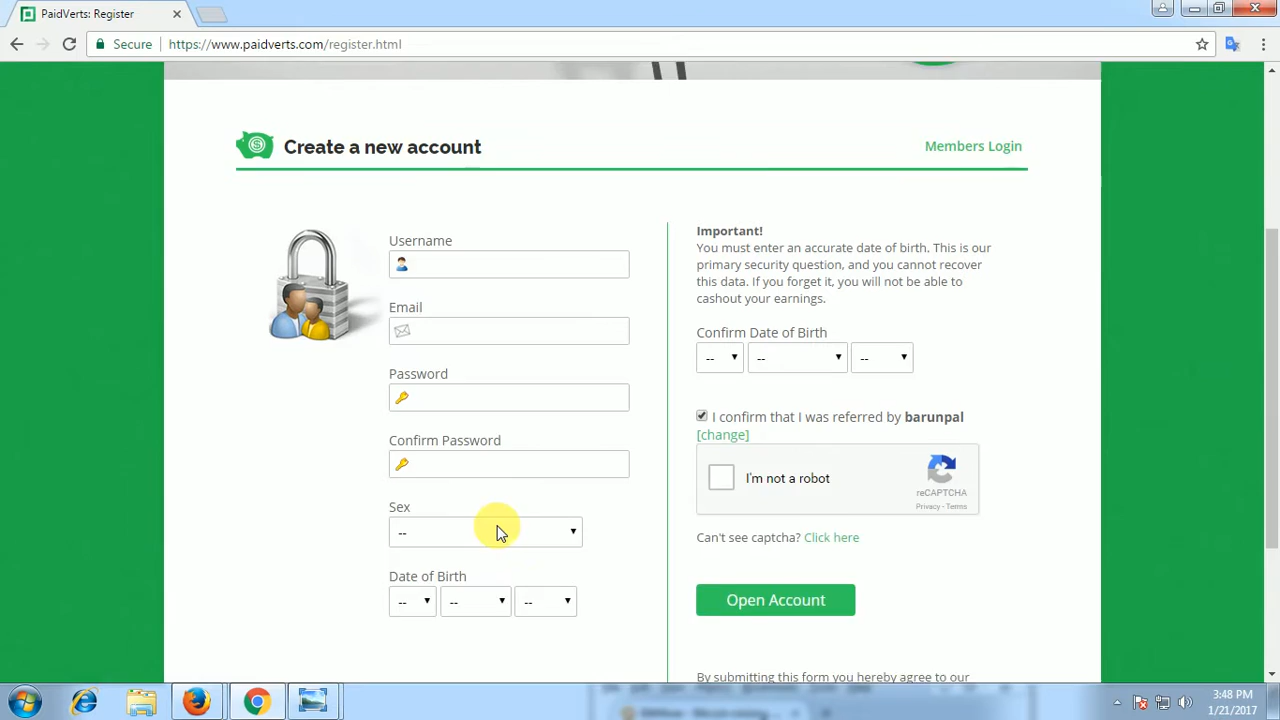 PaidVerts: Register
Secure
https://www.paidverts.com/register.html
Create a new account
Members Login
Username
Email
Password
Confirm Password
Sex
--
Date of Birth
-- -- --
Important!
You must enter an accurate date of birth. This is our
primary security question, and you cannot recover
this data. If you forget it, you will not be able to
cashout your earnings.
Confirm Date of Birth
-- -- --
I confirm that I was referred by barunpal
[change]
I'm not a robot
reCAPTCHA
Privacy - Terms
Can't see captcha? Click here
Open Account
By submitting this form you hereby agree to our
3:48 PM
1/21/2017